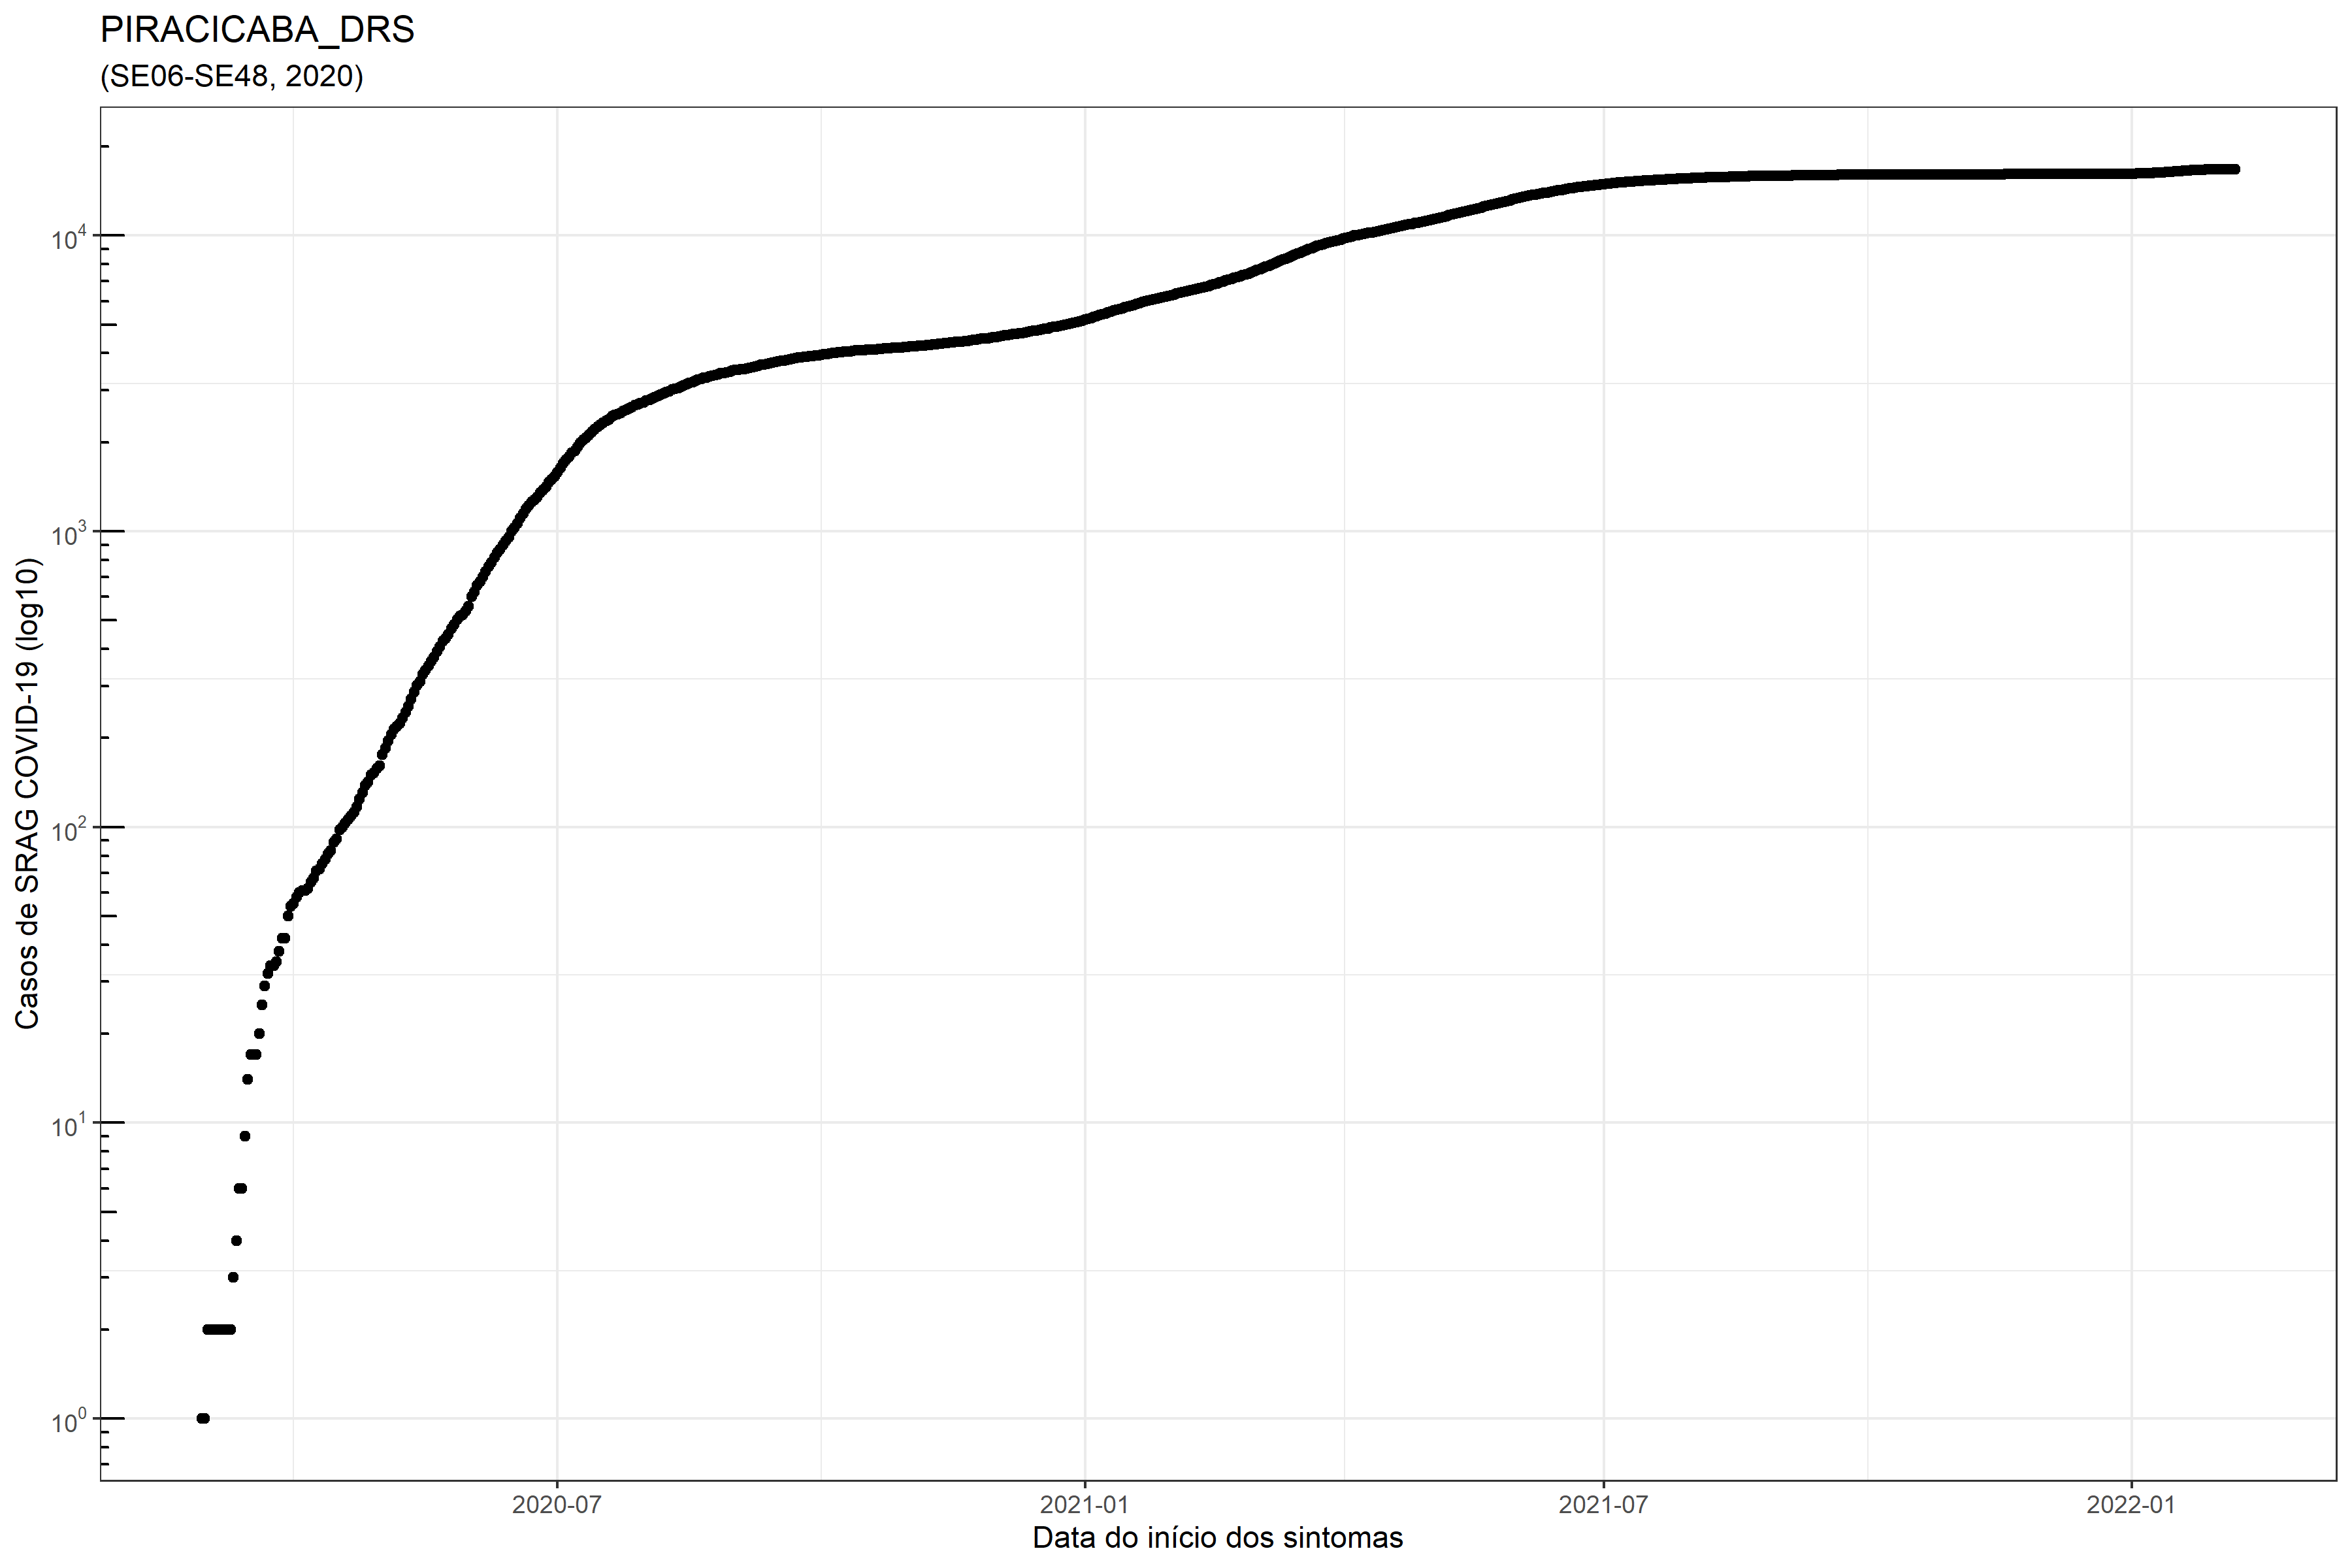 PIRACICABA_DRS
(SE06-SE48, 2020)
Casos de SRAG COVID-19 (log10)
10^4
10^3
10^2
10^1
10^0
2020-07 2021-01 2021-07 2022-01
Data do início dos sintomas